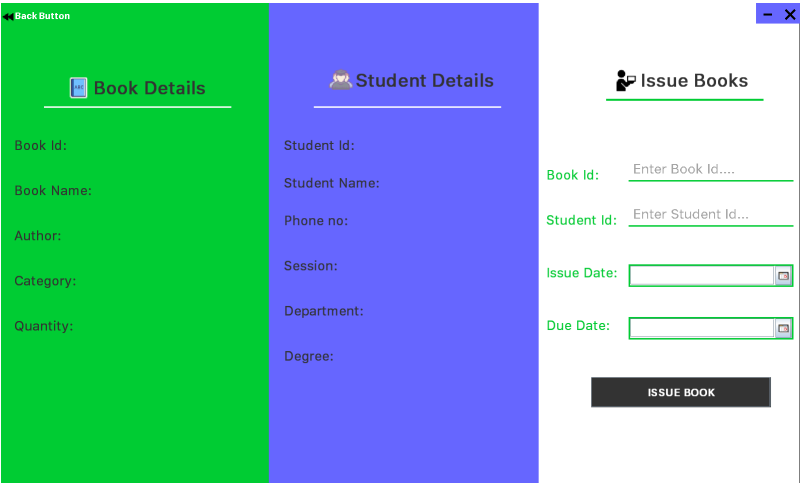 Back Button
Book Details
Book Id:
Book Name:
Author:
Category:
Quantity:
Student Details
Student Id:
Student Name:
Phone no:
Session:
Department:
Degree:
Issue Books
Book Id: Enter Book Id....
Student Id: Enter Student Id...
Issue Date:
Due Date:
ISSUE BOOK